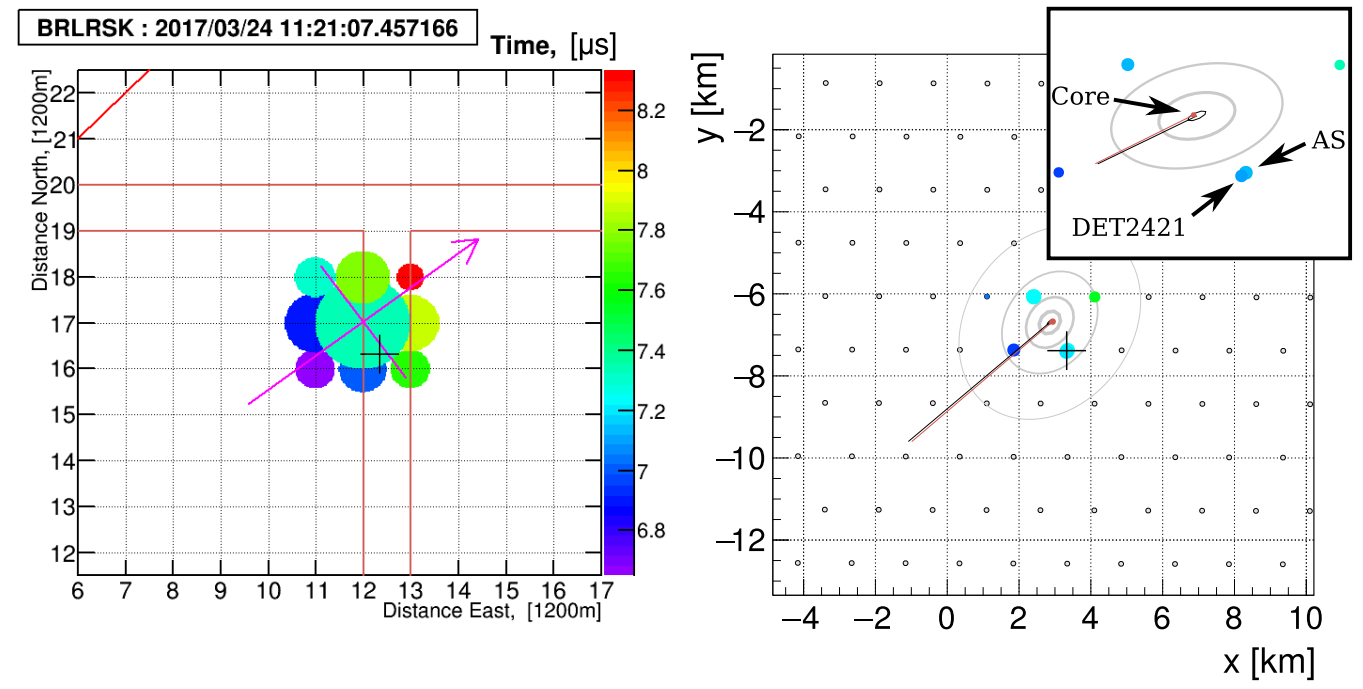 BRLRSK : 2017/03/24 11:21:07.457166
Time, [µs]
Distance North, [1200m]
22
21
20
19
18
17
16
15
14
13
12
6 7 8 9 10 11 12 13 14 15 16 17
Distance East, [1200m]
8.2
8
7.8
7.6
7.4
7.2
7
6.8
y [km]
−2
−4
−6
−8
−10
−12
−4 −2 0 2 4 6 8 10
x [km]
Core
AS
DET2421